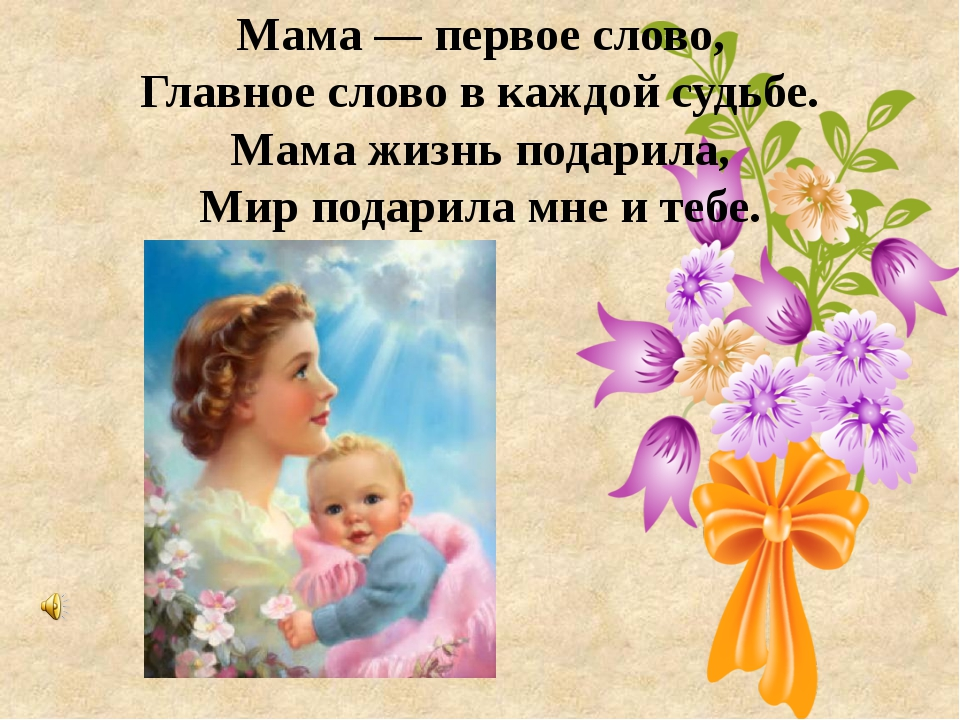 Мама — первое слово,
Главное слово в каждой судьбе.
Мама жизнь подарила,
Мир подарила мне и тебе.